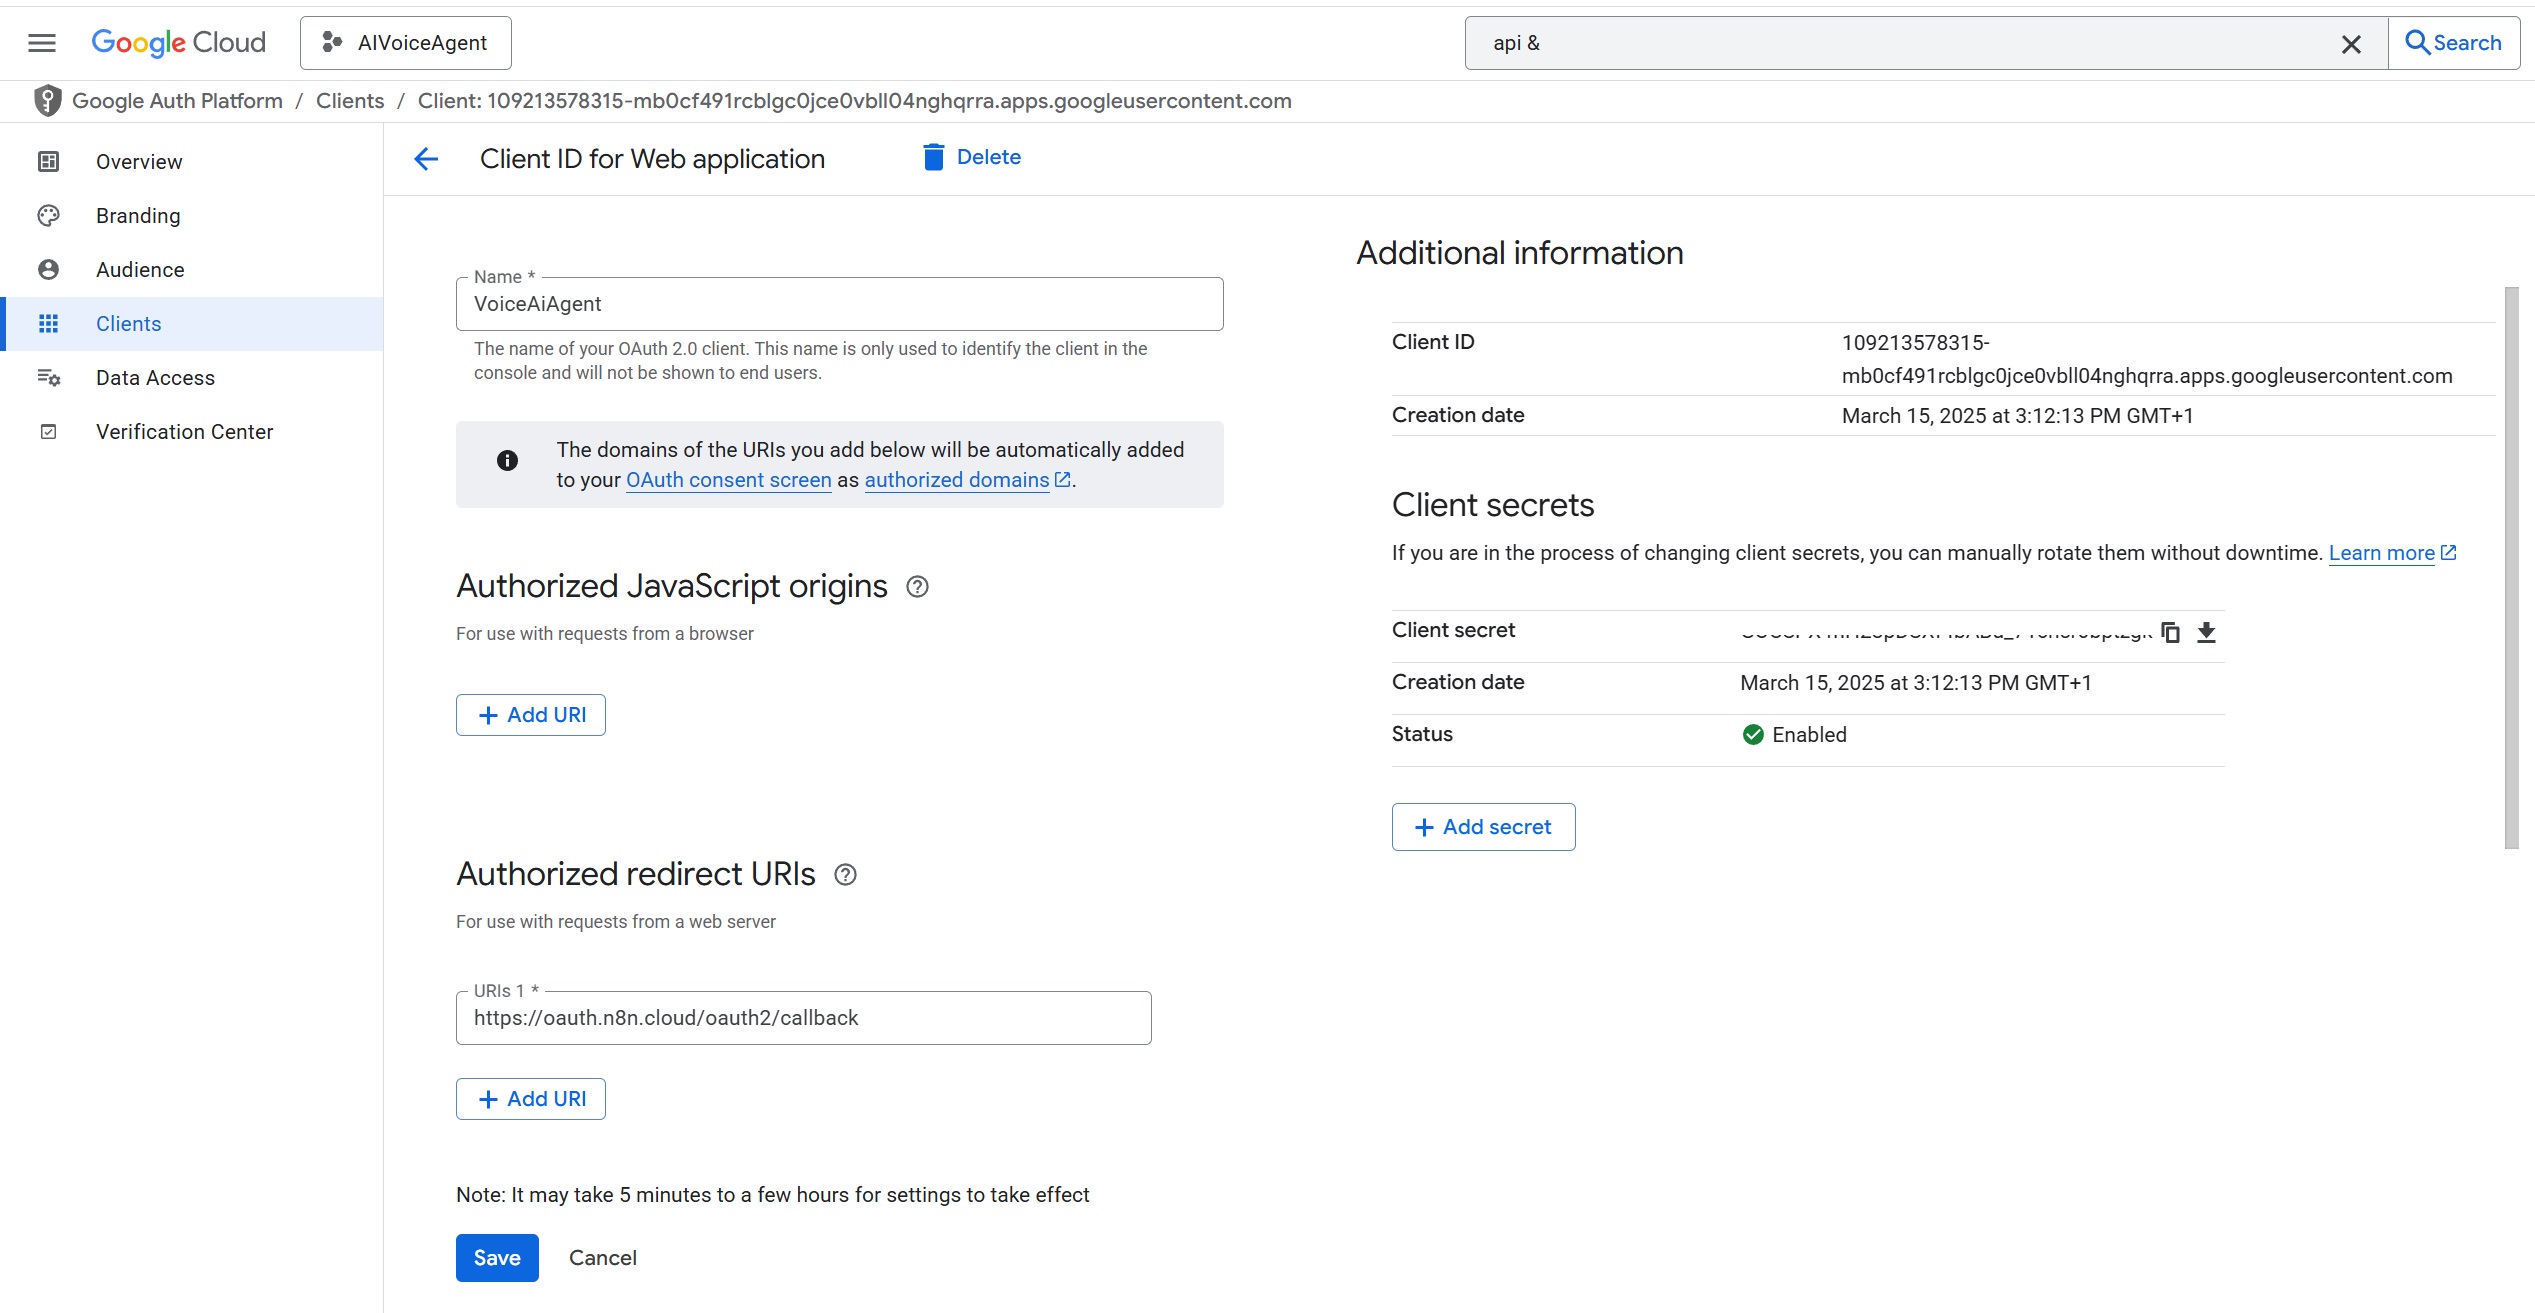 Google Cloud
AIVoiceAgent
api &
Search
Google Auth Platform / Clients / Client: 109213578315-mb0cf491rcblgc0jce0vbll04nghqrra.apps.googleusercontent.com
Overview
Branding
Audience
Clients
Data Access
Verification Center
Client ID for Web application
Delete
Name *
VoiceAiAgent
The name of your OAuth 2.0 client. This name is only used to identify the client in the
console and will not be shown to end users.
The domains of the URIs you add below will be automatically added
to your OAuth consent screen as authorized domains.
Authorized JavaScript origins
For use with requests from a browser
+ Add URI
Authorized redirect URIs
For use with requests from a web server
URIs 1 *
https://oauth.n8n.cloud/oauth2/callback
+ Add URI
Note: It may take 5 minutes to a few hours for settings to take effect
Save
Cancel
Additional information
Client ID
109213578315-
mb0cf491rcblgc0jce0vbll04nghqrra.apps.googleusercontent.com
Creation date
March 15, 2025 at 3:12:13 PM GMT+1
Client secrets
If you are in the process of changing client secrets, you can manually rotate them without downtime. Learn more
Client secret
Creation date
March 15, 2025 at 3:12:13 PM GMT+1
Status
Enabled
+ Add secret